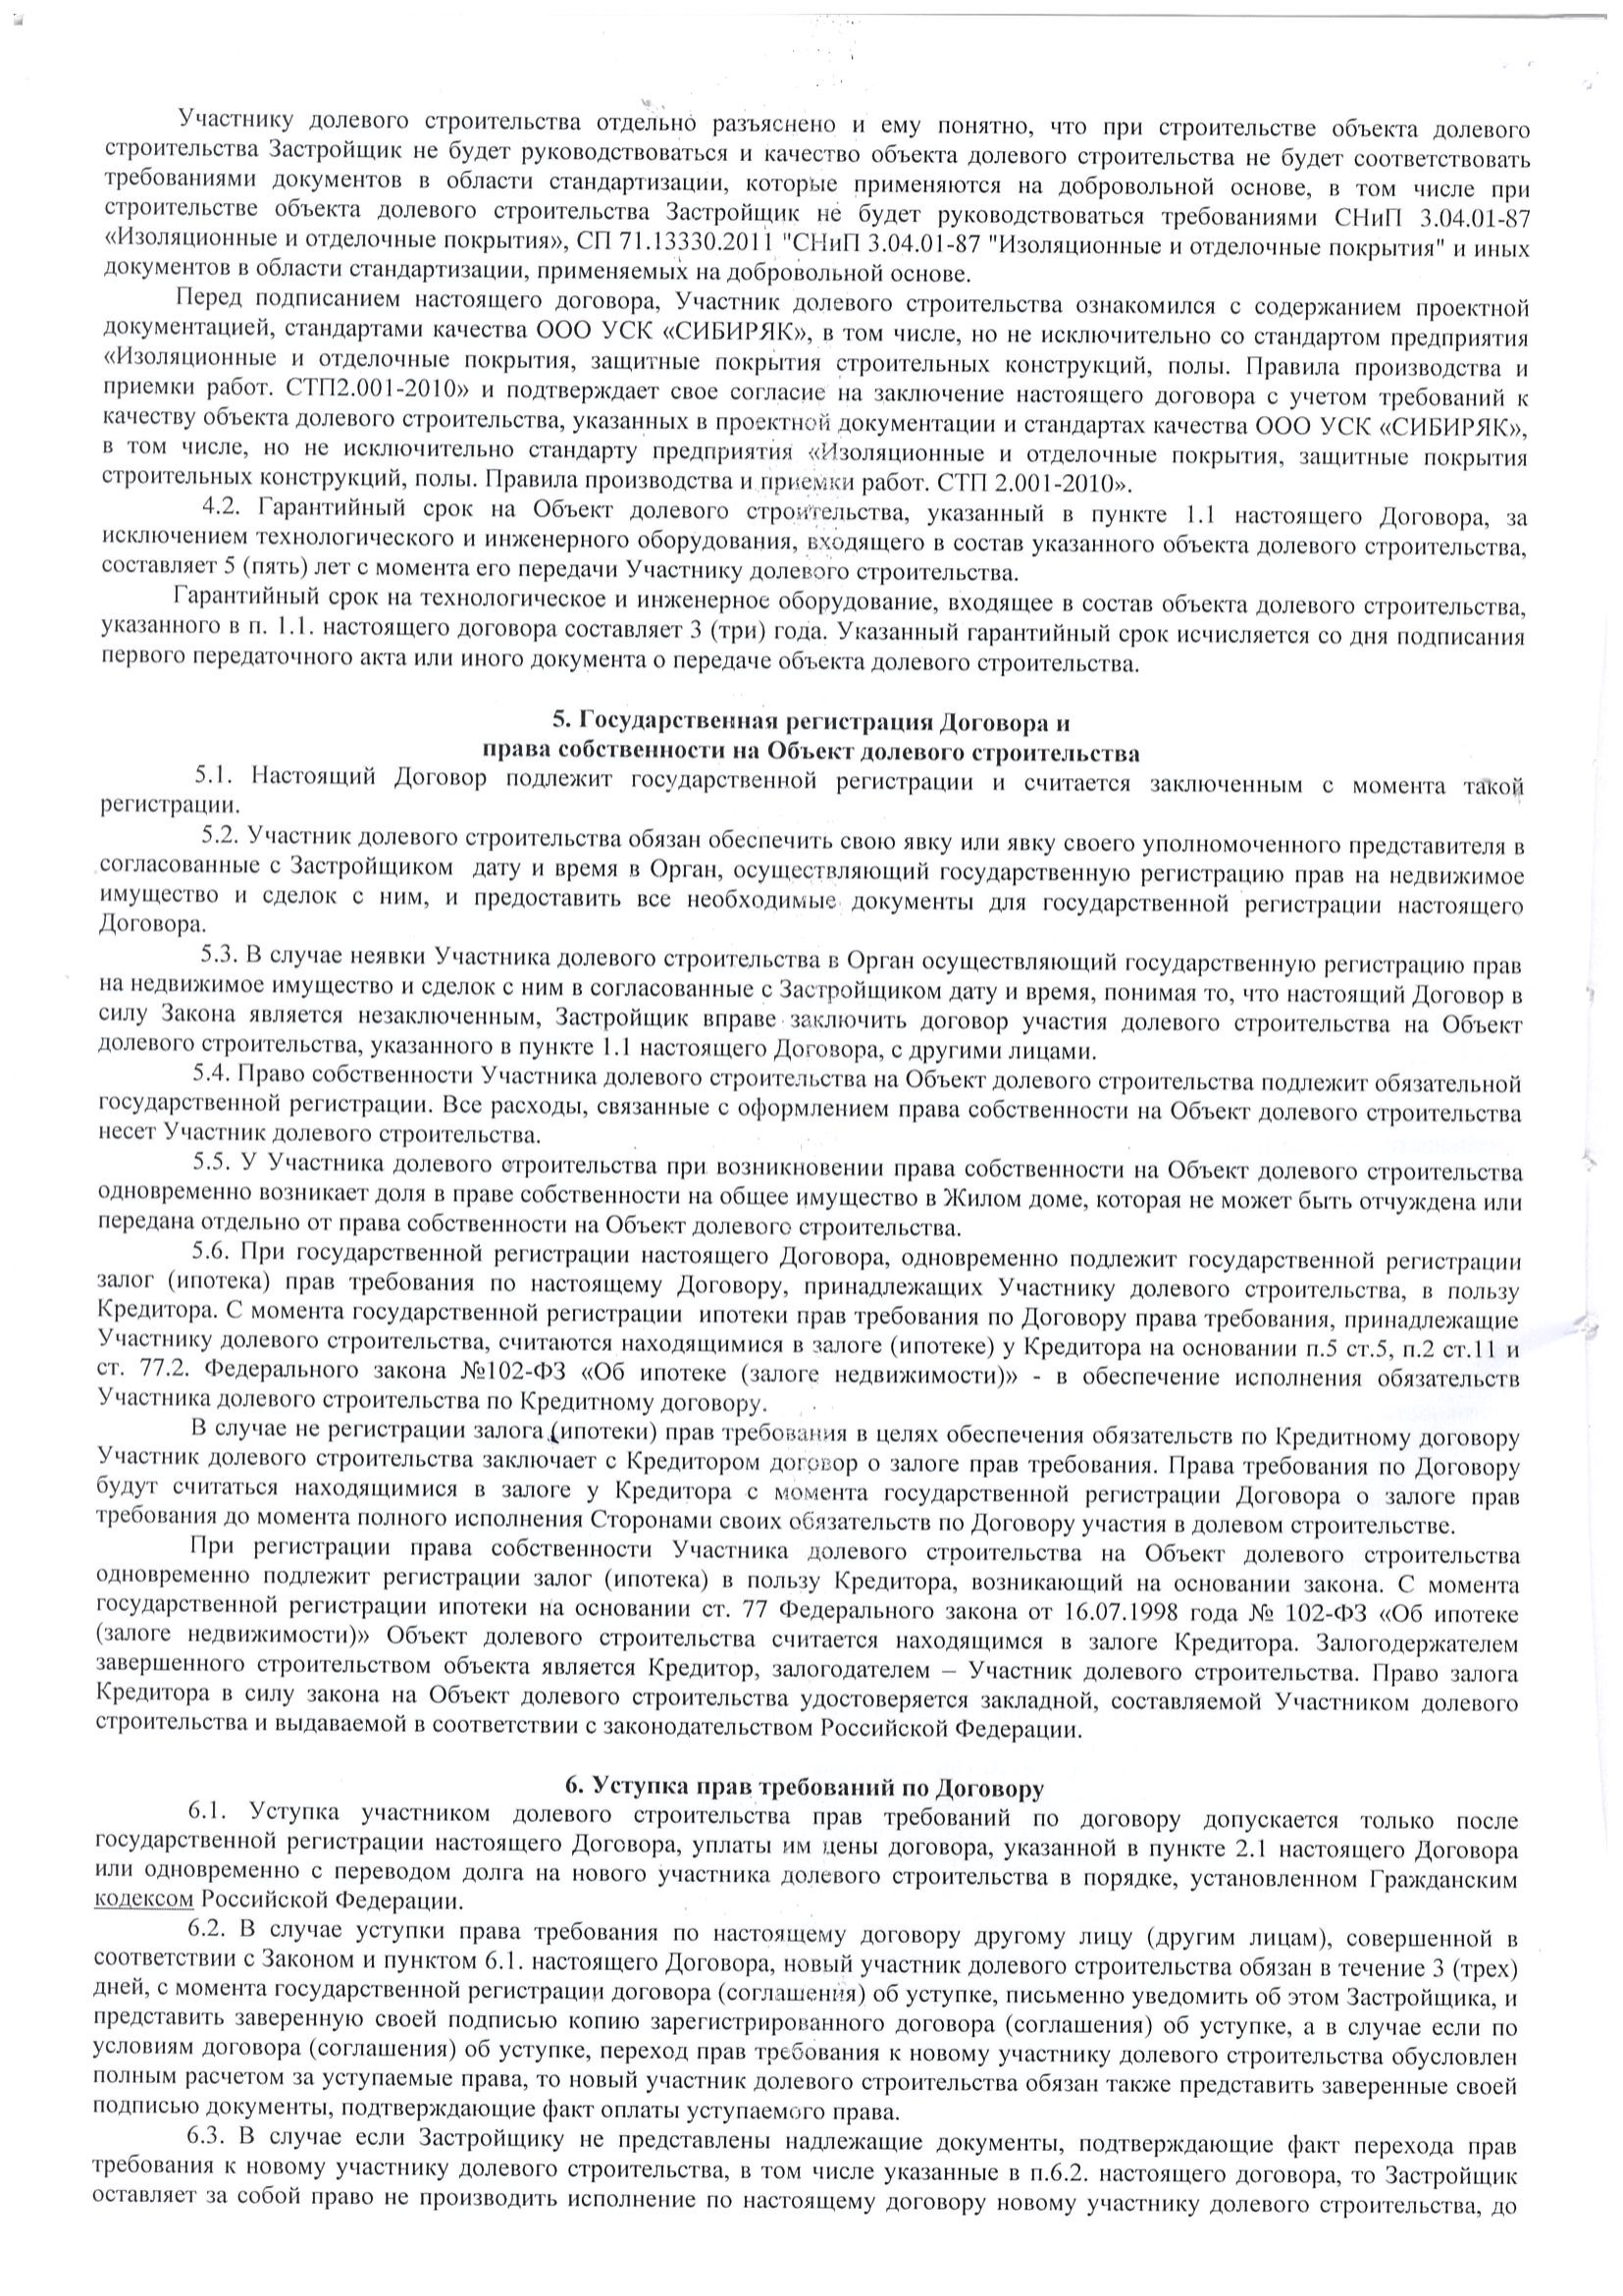 Участнику долевого строительства отдельно разъяснено и ему понятно, что при строительстве объекта долевого
строительства Застройщик не будет руководствоваться и качество объекта долевого строительства не будет соответствовать
требованиями документов в области стандартизации, которые применяются на добровольной основе, в том числе при
строительстве объекта долевого строительства Застройщик не будет руководствоваться требованиями СНиП 3.04.01-87
«Изоляционные и отделочные покрытия», СП 71.13330.2011 "СНиП 3.04.01-87 "Изоляционные и отделочные покрытия" и иных
документов в области стандартизации, применяемых на добровольной основе.
Перед подписанием настоящего договора, Участник долевого строительства ознакомился с содержанием проектной
документацией, стандартами качества ООО УСК «СИБИРЯК», в том числе, но не исключительно со стандартом предприятия
«Изоляционные и отделочные покрытия, защитные покрытия строительных конструкций, полы. Правила производства и
приемки работ. СТП2.001-2010» и подтверждает свое согласие на заключение настоящего договора с учетом требований к
качеству объекта долевого строительства, указанных в проектной документации и стандартах качества ООО УСК «СИБИРЯК»,
в том числе, но не исключительно стандарту предприятия «Изоляционные и отделочные покрытия, защитные покрытия
строительных конструкций, полы. Правила производства и приемки работ. СТП 2.001-2010».
4.2. Гарантийный срок на Объект долевого строительства, указанный в пункте 1.1 настоящего Договора, за
исключением технологического и инженерного оборудования, входящего в состав указанного объекта долевого строительства,
составляет 5 (пять) лет с момента его передачи Участнику долевого строительства.
Гарантийный срок на технологическое и инженерное оборудование, входящее в состав объекта долевого строительства,
указанного в п. 1.1. настоящего договора составляет 3 (три) года. Указанный гарантийный срок исчисляется со дня подписания
первого передаточного акта или иного документа о передаче объекта долевого строительства.
5. Государственная регистрация Договора и
права собственности на Объект долевого строительства
5.1. Настоящий Договор подлежит государственной регистрации и считается заключенным с момента такой
регистрации.
5.2. Участник долевого строительства обязан обеспечить свою явку или явку своего уполномоченного представителя в
согласованные с Застройщиком дату и время в Орган, осуществляющий государственную регистрацию прав на недвижимое
имущество и сделок с ним, и предоставить все необходимые документы для государственной регистрации настоящего
Договора.
5.3. В случае неявки Участника долевого строительства в Орган осуществляющий государственную регистрацию прав
на недвижимое имущество и сделок с ним в согласованные с Застройщиком дату и время, понимая то, что настоящий Договор в
силу Закона является незаключенным, Застройщик вправе заключить договор участия долевого строительства на Объект
долевого строительства, указанного в пункте 1.1 настоящего Договора, с другими лицами.
5.4. Право собственности Участника долевого строительства на Объект долевого строительства подлежит обязательной
государственной регистрации. Все расходы, связанные с оформлением права собственности на Объект долевого строительства
несет Участник долевого строительства.
5.5. У Участника долевого строительства при возникновении права собственности на Объект долевого строительства
одновременно возникает доля в праве собственности на общее имущество в Жилом доме, которая не может быть отчуждена или
передана отдельно от права собственности на Объект долевого строительства.
5.6. При государственной регистрации настоящего Договора, одновременно подлежит государственной регистрации
залог (ипотека) прав требования по настоящему Договору, принадлежащих Участнику долевого строительства, в пользу
Кредитора. С момента государственной регистрации ипотеки прав требования по Договору права требования, принадлежащие
Участнику долевого строительства, считаются находящимися в залоге (ипотеке) у Кредитора на основании п.5 ст.5, п.2 ст.11 и
ст. 77.2. Федерального закона №102-ФЗ «Об ипотеке (залоге недвижимости)» - в обеспечение исполнения обязательств
Участника долевого строительства по Кредитному договору.
В случае не регистрации залога (ипотеки) прав требования в целях обеспечения обязательств по Кредитному договору
Участник долевого строительства заключает с Кредитором договор о залоге прав требования. Права требования по Договору
будут считаться находящимися в залоге у Кредитора с момента государственной регистрации Договора о залоге прав
требования до момента полного исполнения Сторонами своих обязательств по Договору участия в долевом строительстве.
При регистрации права собственности Участника долевого строительства на Объект долевого строительства
одновременно подлежит регистрации залог (ипотека) в пользу Кредитора, возникающий на основании закона. С момента
государственной регистрации ипотеки на основании ст. 77 Федерального закона от 16.07.1998 года № 102-ФЗ «Об ипотеке
(залоге недвижимости)» Объект долевого строительства считается находящимся в залоге Кредитора. Залогодержателем
завершенного строительством объекта является Кредитор, залогодателем – Участник долевого строительства. Право залога
Кредитора в силу закона на Объект долевого строительства удостоверяется закладной, составляемой Участником долевого
строительства и выдаваемой в соответствии с законодательством Российской Федерации.
6. Уступка прав требований по Договору
6.1. Уступка участником долевого строительства прав требований по договору допускается только после
государственной регистрации настоящего Договора, уплаты им цены договора, указанной в пункте 2.1 настоящего Договора
или одновременно с переводом долга на нового участника долевого строительства в порядке, установленном Гражданским
кодексом Российской Федерации.
6.2. В случае уступки права требования по настоящему договору другому лицу (другим лицам), совершенной в
соответствии с Законом и пунктом 6.1. настоящего Договора, новый участник долевого строительства обязан в течение 3 (трех)
дней, с момента государственной регистрации договора (соглашения) об уступке, письменно уведомить об этом Застройщика, и
представить заверенную своей подписью копию зарегистрированного договора (соглашения) об уступке, а в случае если по
условиям договора (соглашения) об уступке, переход прав требования к новому участнику долевого строительства обусловлен
полным расчетом за уступаемые права, то новый участник долевого строительства обязан также представить заверенные своей
подписью документы, подтверждающие факт оплаты уступаемого права.
6.3. В случае если Застройщику не представлены надлежащие документы, подтверждающие факт перехода прав
требования к новому участнику долевого строительства, в том числе указанные в п.6.2. настоящего договора, то Застройщик
оставляет за собой право не производить исполнение по настоящему договору новому участнику долевого строительства, до